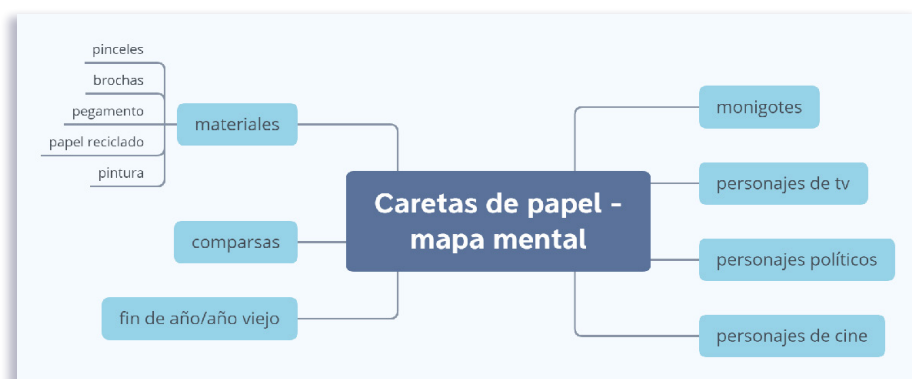 Caretas de papel -
mapa mental
materiales
pinceles
brochas
pegamento
papel reciclado
pintura
comparsas
fin de año/año viejo
monigotes
personajes de tv
personajes políticos
personajes de cine